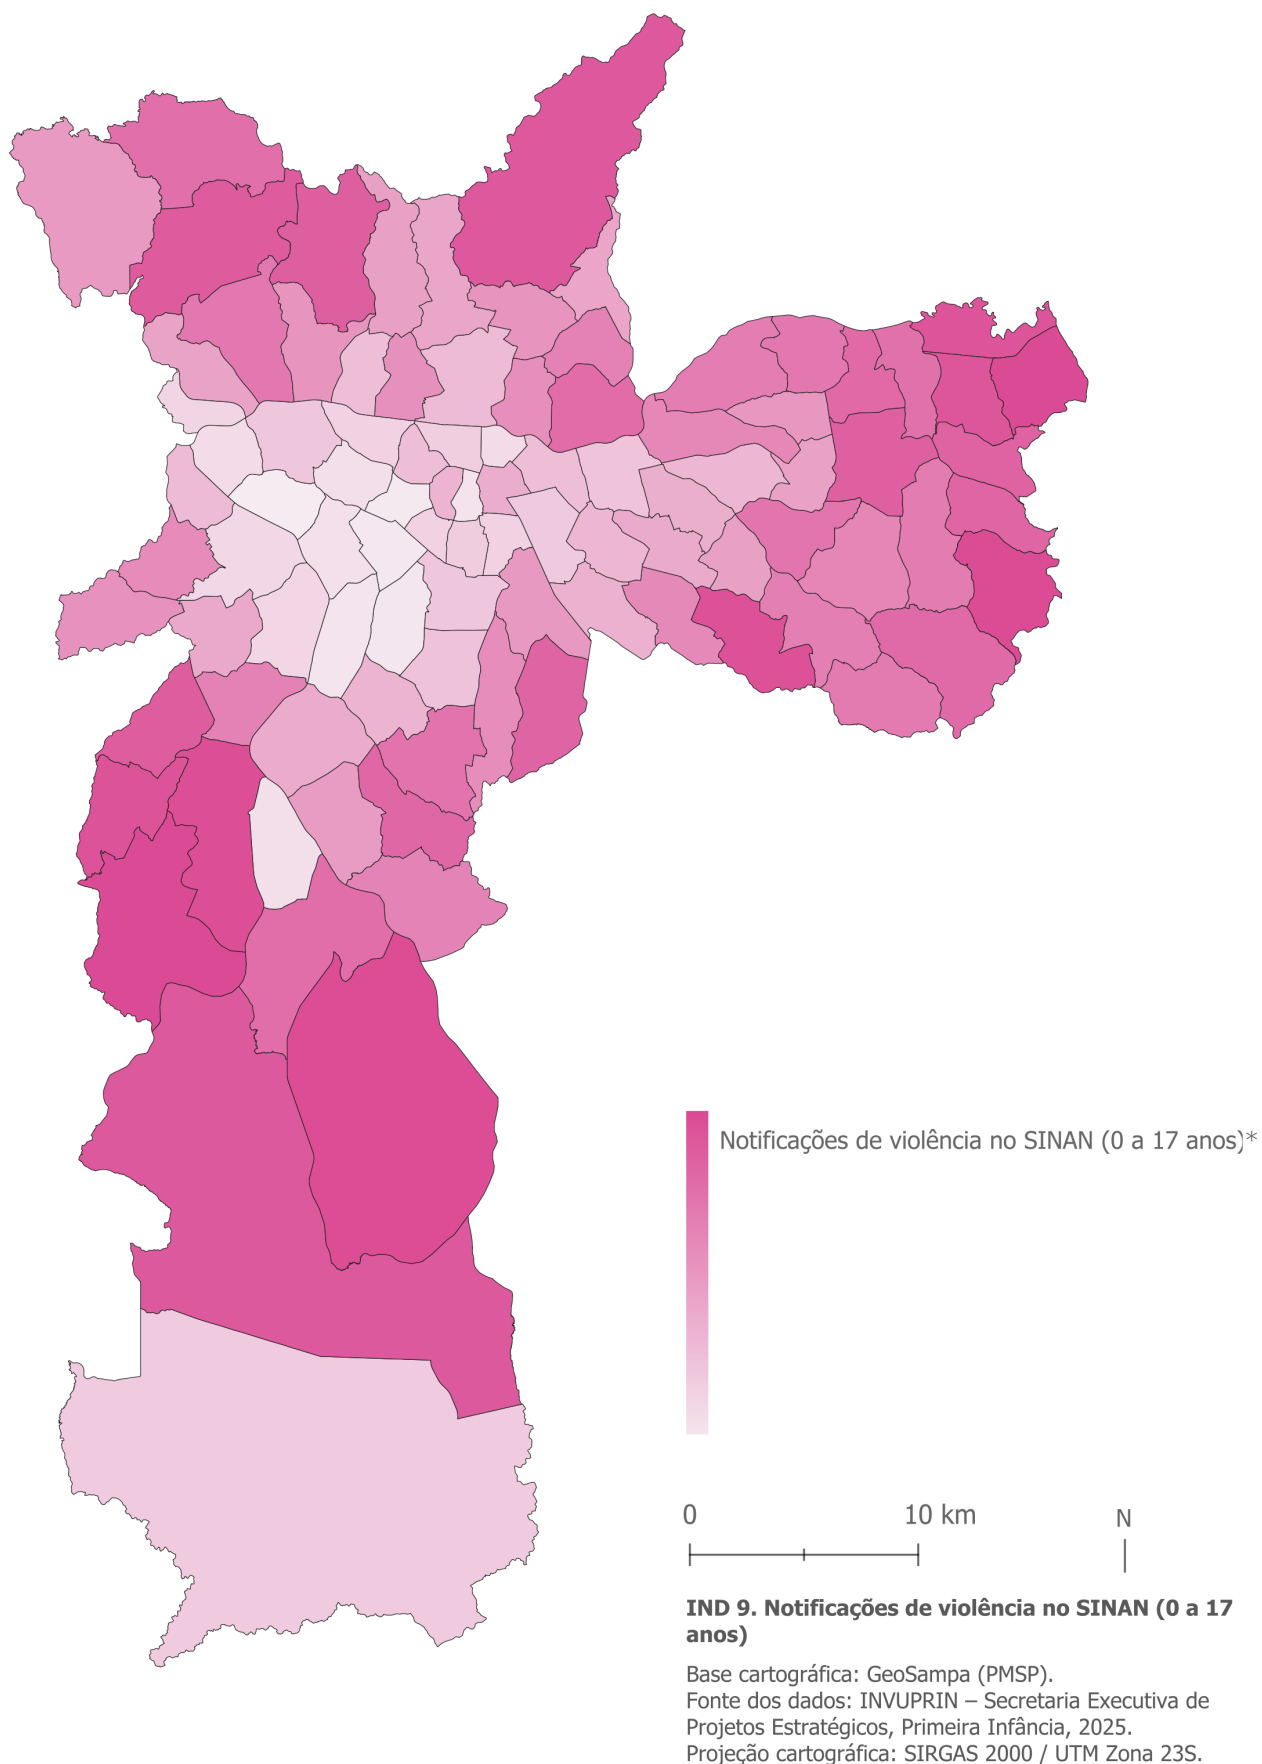 Notificações de violência no SINAN (0 a 17 anos)*
0 10 km N
IND 9. Notificações de violência no SINAN (0 a 17
anos)
Base cartográfica: GeoSampa (PMSP).
Fonte dos dados: INVUPRIN – Secretaria Executiva de
Projetos Estratégicos, Primeira Infância, 2025.
Projeção cartográfica: SIRGAS 2000 / UTM Zona 23S.